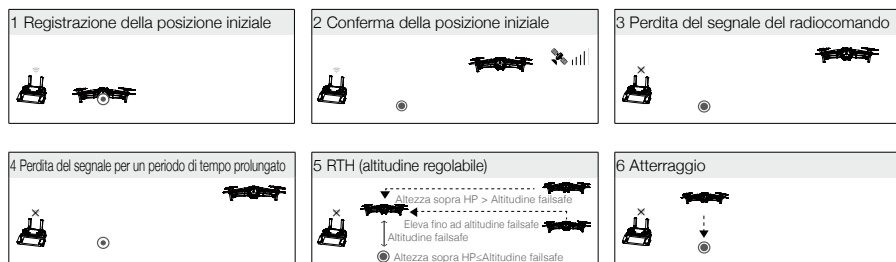 1 Registrazione della posizione iniziale
2 Conferma della posizione iniziale
3 Perdita del segnale del radiocomando
4 Perdita del segnale per un periodo di tempo prolungato
5 RTH (altitudine regolabile)
Altezza sopra HP > Altitudine failsafe
Eleva fino ad altitudine failsafe
Altitudine failsafe
Altezza sopra HP≤Altitudine failsafe
6 Atterraggio